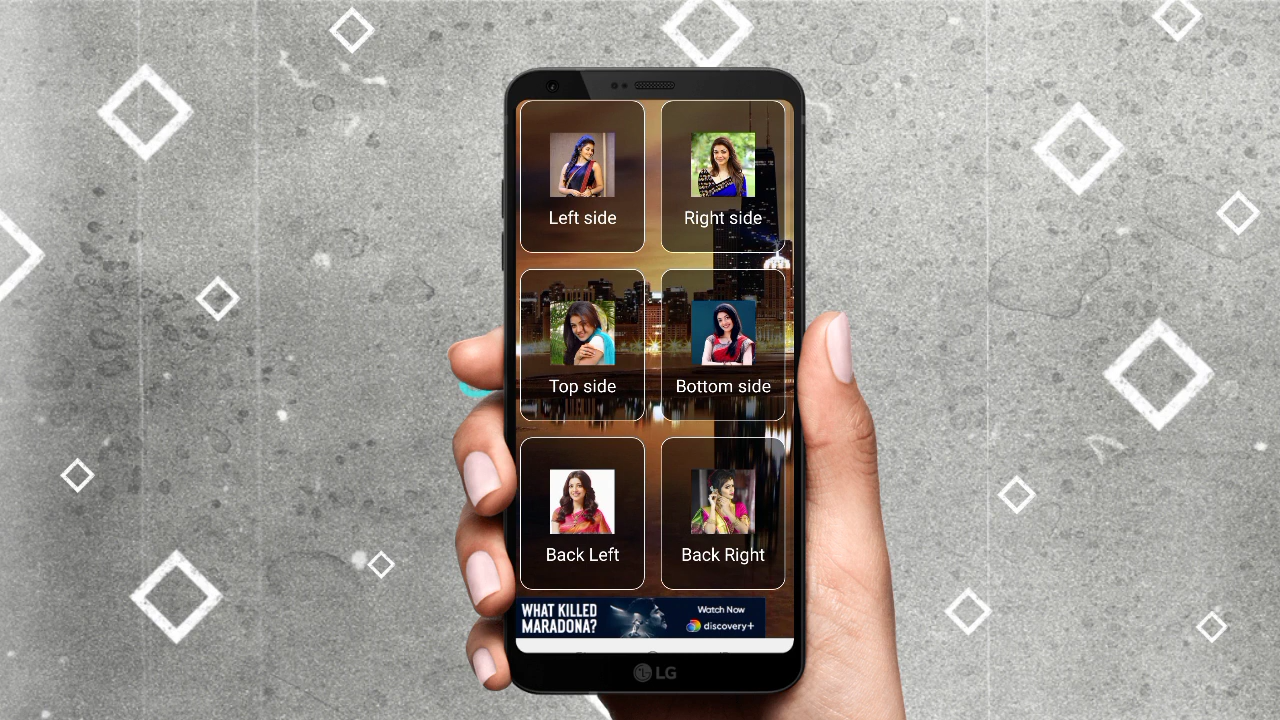 Left side
Right side
Top side
Bottom side
Back Left
Back Right
WHAT KILLED
MARADONA?
Watch Now
discovery+
LG